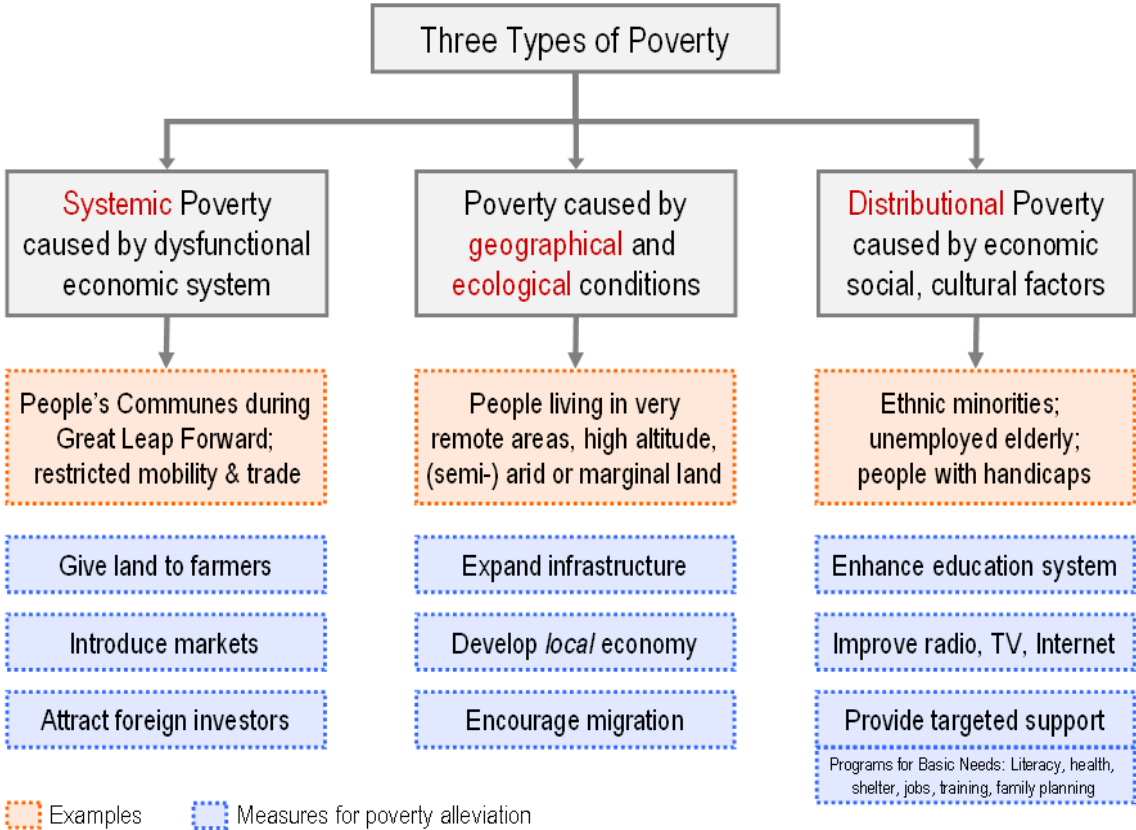 Three Types of Poverty
Systemic Poverty
caused by dysfunctional
economic system
Poverty caused by
geographical and
ecological conditions
Distributional Poverty
caused by economic
social, cultural factors
People's Communes during
Great Leap Forward;
restricted mobility & trade
People living in very
remote areas, high altitude,
(semi-) arid or marginal land
Ethnic minorities;
unemployed elderly;
people with handicaps
Give land to farmers
Expand infrastructure
Enhance education system
Introduce markets
Develop local economy
Improve radio, TV, Internet
Attract foreign investors
Encourage migration
Provide targeted support
Programs for Basic Needs: Literacy, health,
shelter, jobs, training, family planning
Examples
Measures for poverty alleviation